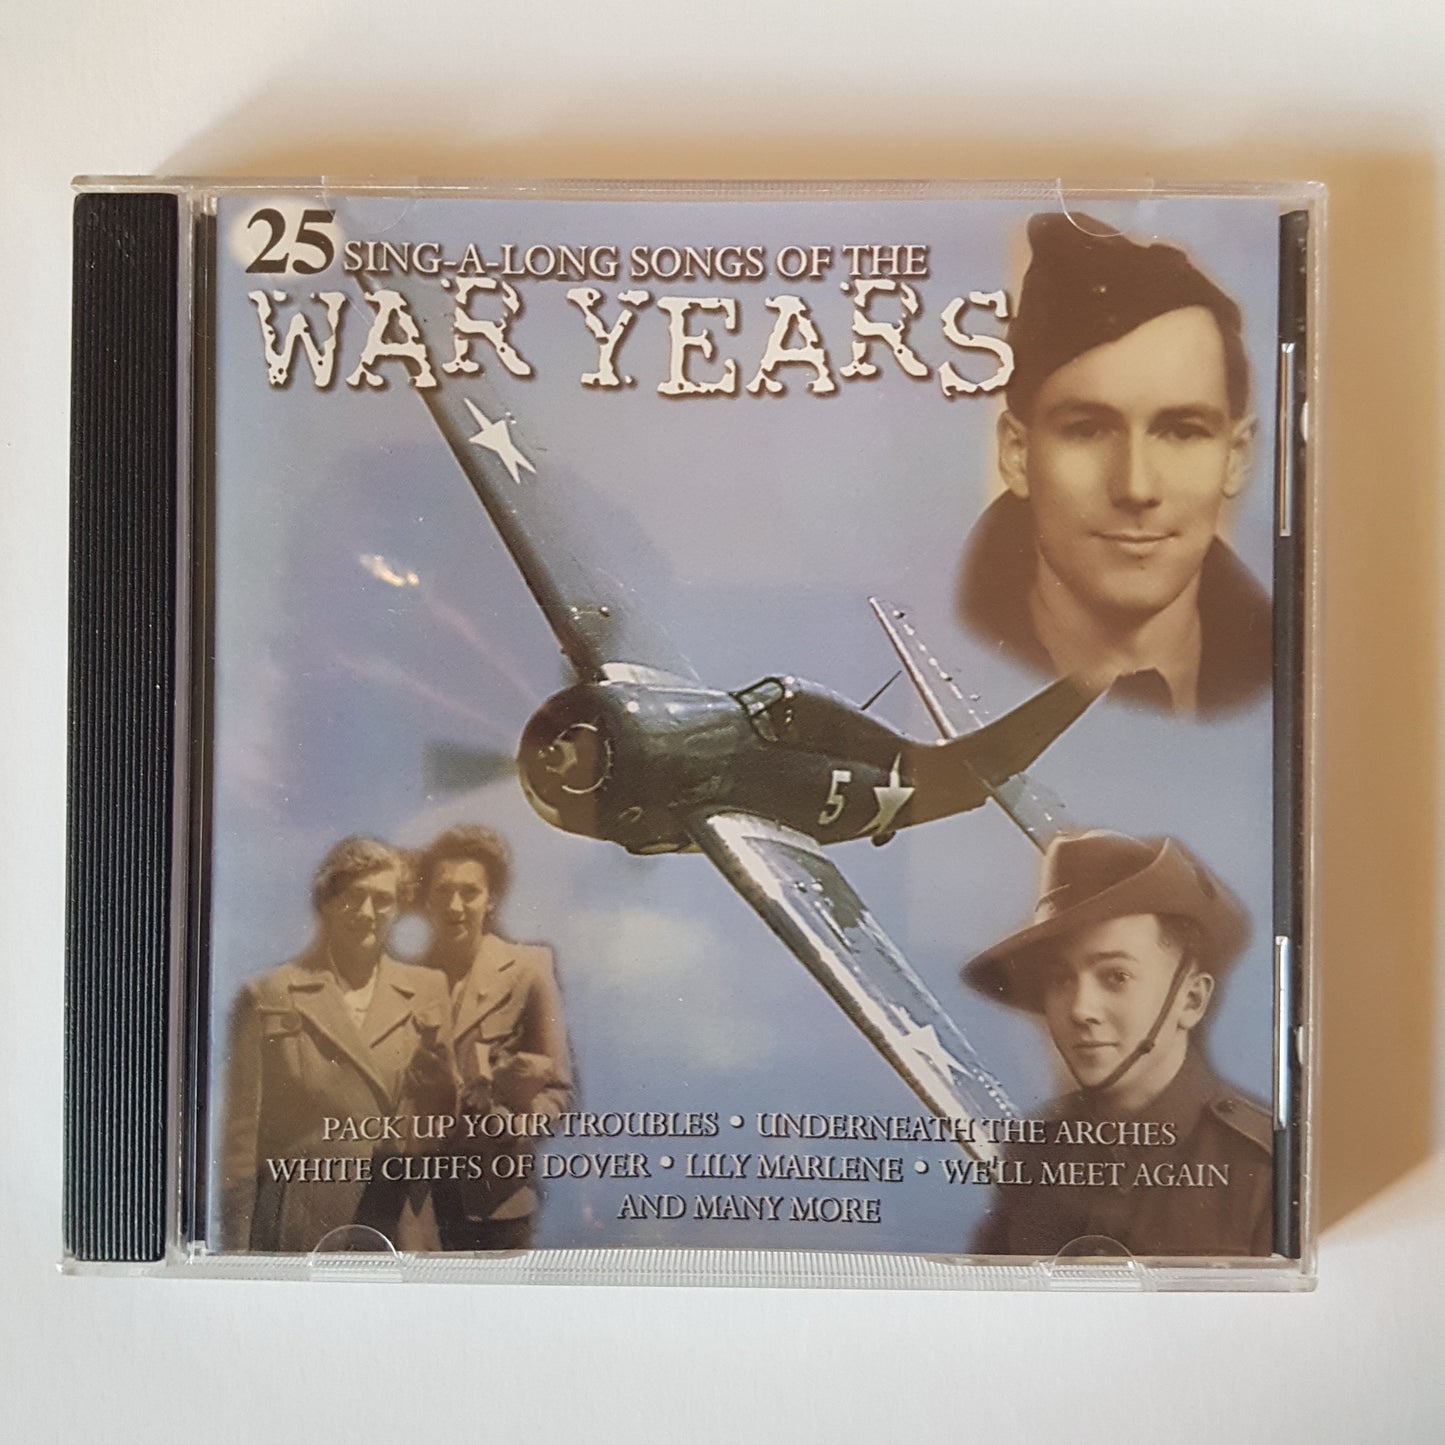 25 SING-A-LONG SONGS OF THE
WAR YEARS
5
PACK UP YOUR TROUBLES • UNDERNEATH THE ARCHES
WHITE CLIFFS OF DOVER • LILY MARLENE • WE'LL MEET AGAIN
AND MANY MORE